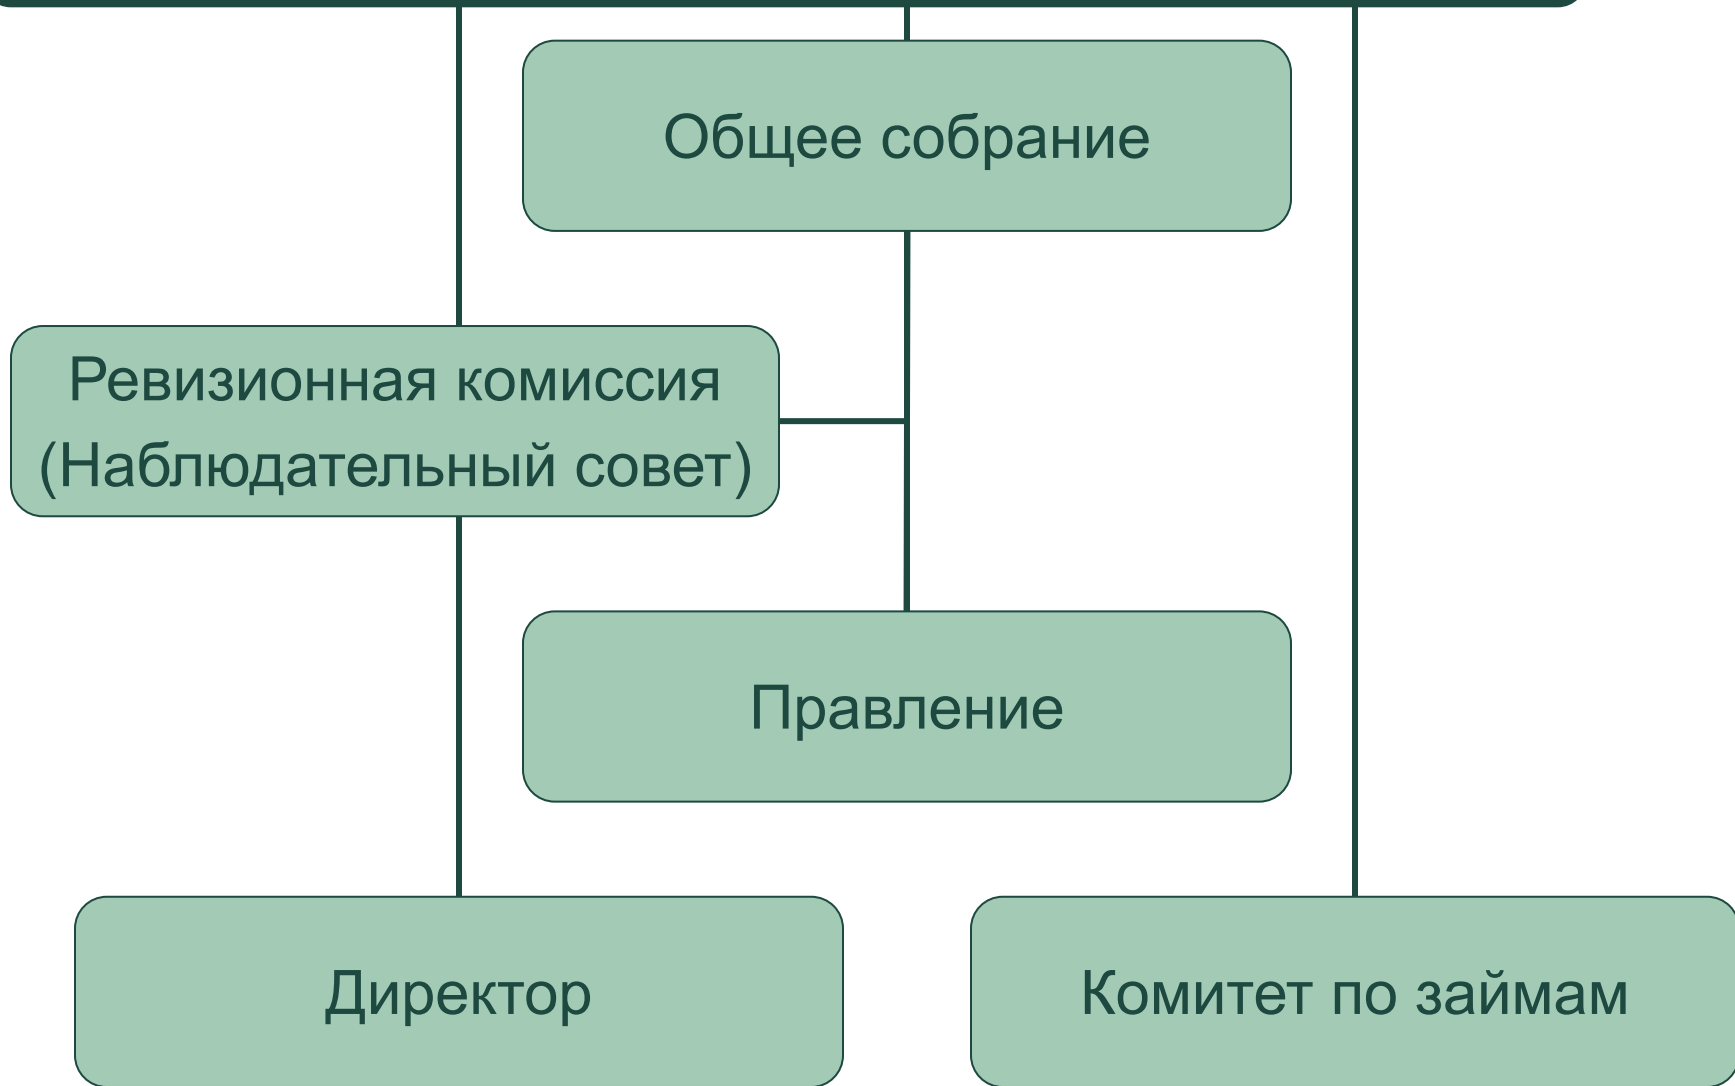 Общее собрание
Ревизионная комиссия
(Наблюдательный совет)
Правление
Директор
Комитет по займам